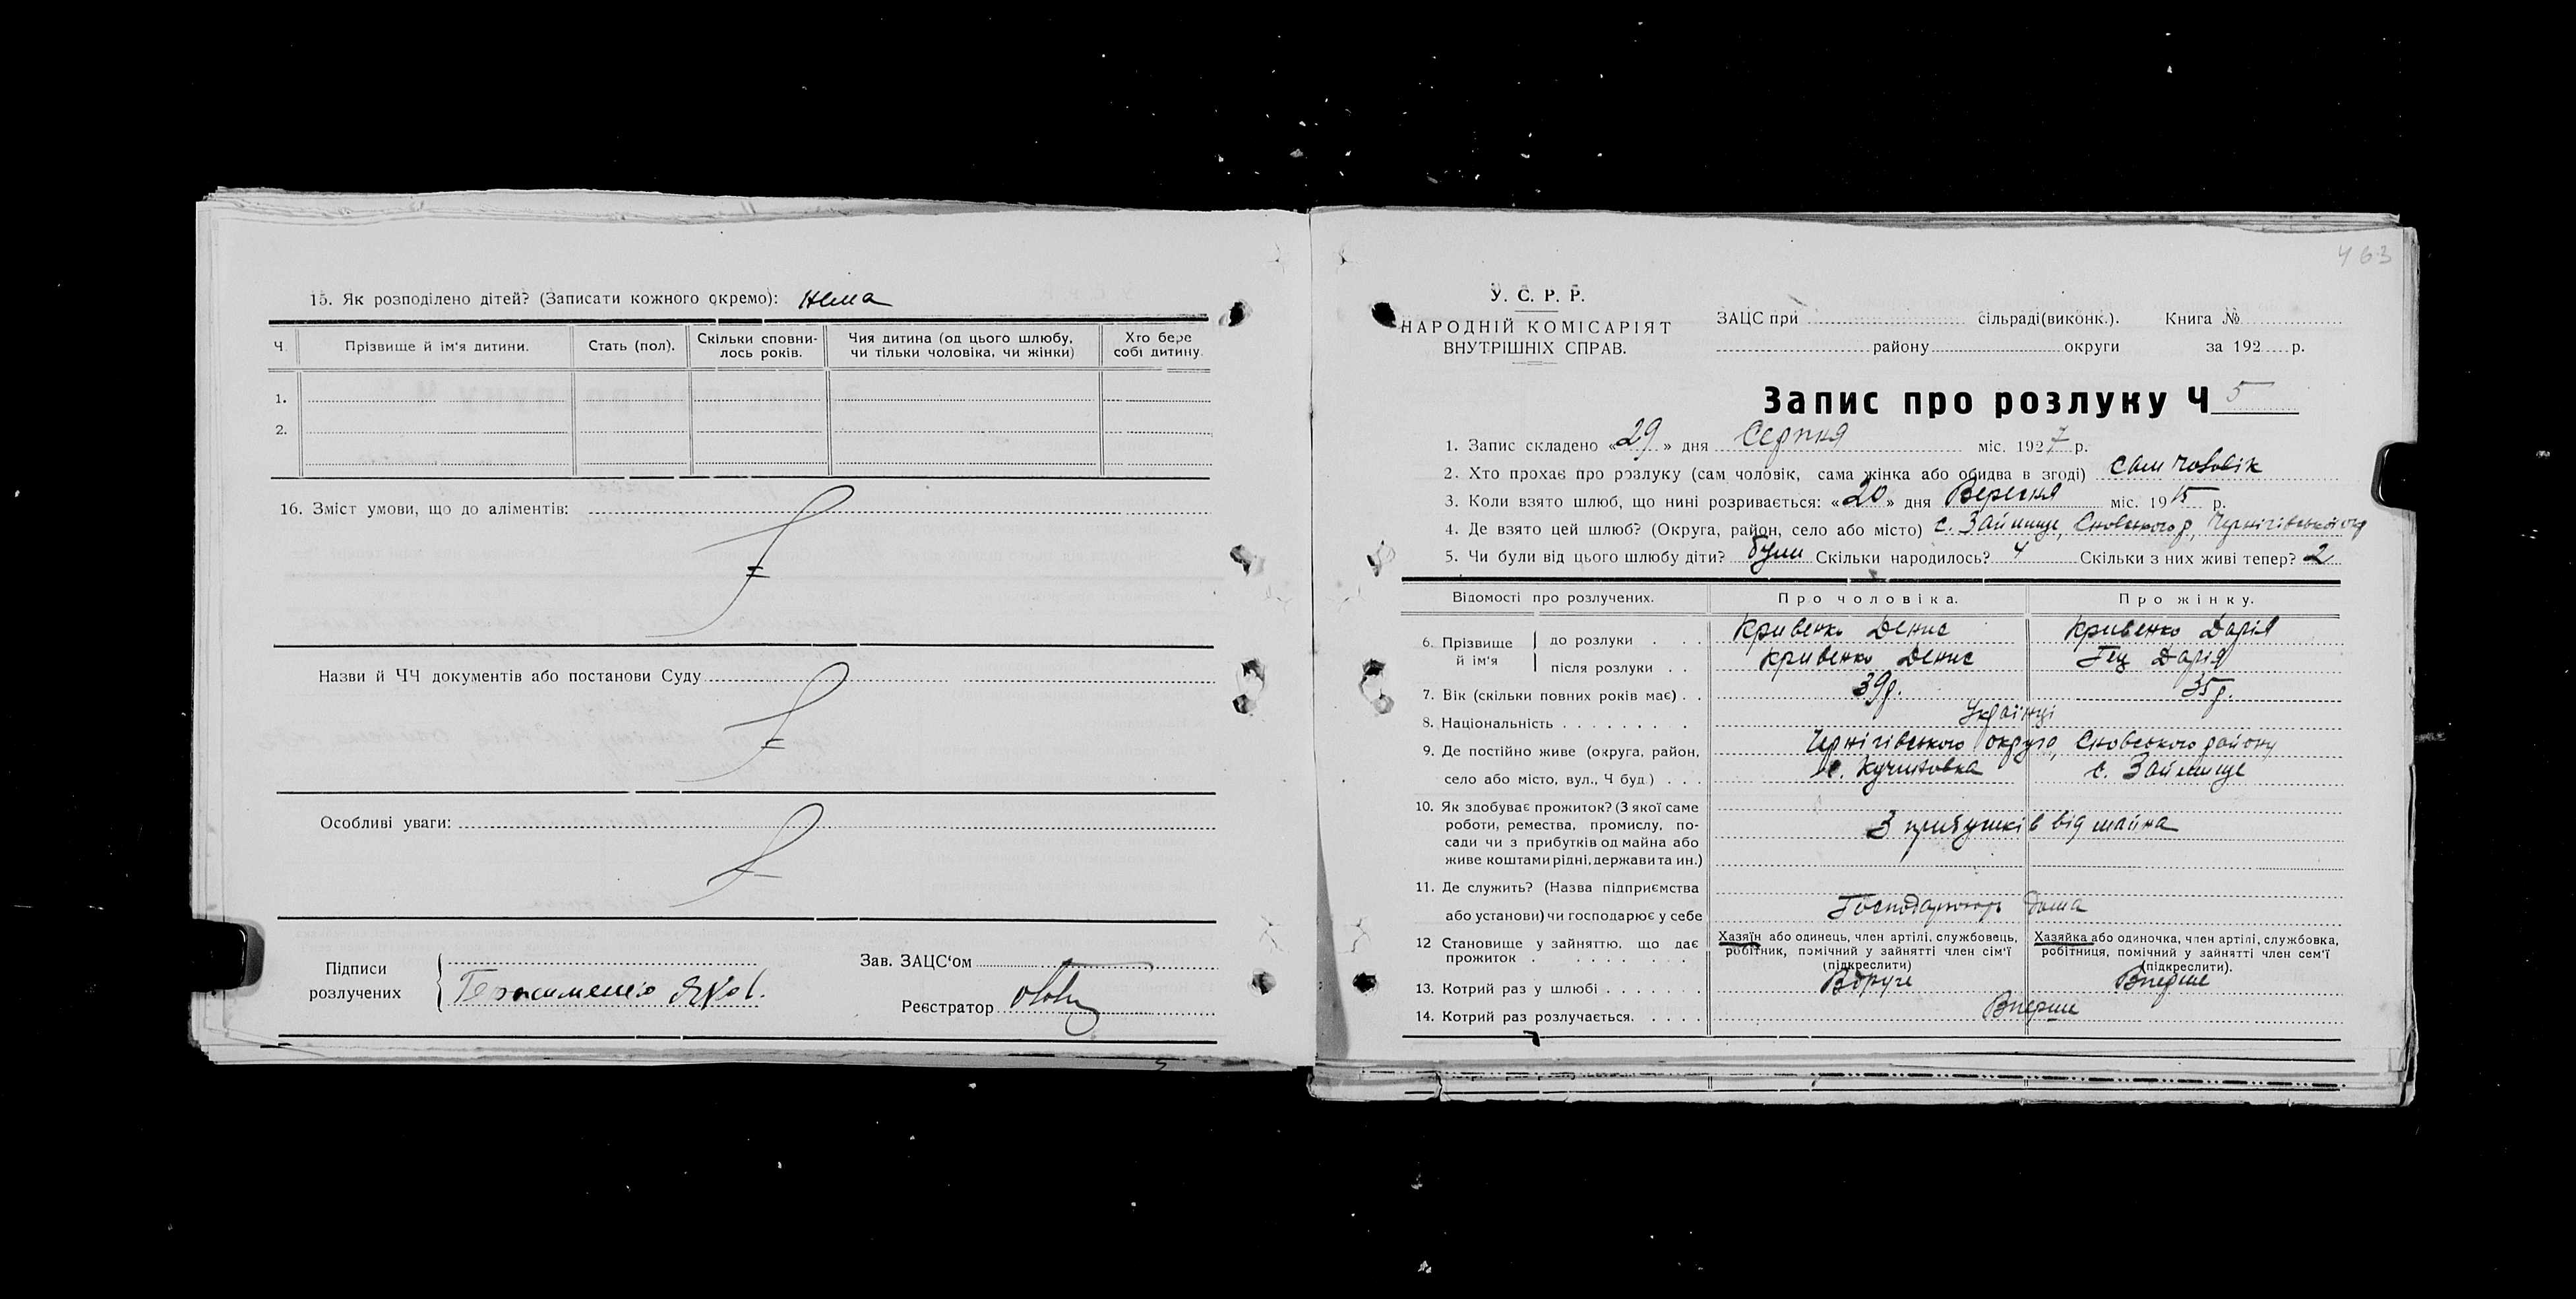 15. Як розподілено дітей? (Записати кожного окремо): нема
Ч. Прізвище й ім'я дитини. Стать (пол). Скільки сповни-лось років. Чия дитина (од цього шлюбу, чи тільки чоловіка, чи жінки) Хто бере собі дитину.
1.
2.
16. Зміст умови, що до аліментів:
Назви й ЧЧ документів або постанови Суду
Особливі уваги:
Підписи розлучених
Зав. ЗАЦС'ом
Реєстратор
463
У. С. Р. Р.
НАРОДНІЙ КОМІСАРІЯТ
ВНУТРІШНІХ СПРАВ.
ЗАЦС при сільраді(виконк.). Книга №
району округи за 192 р.
Запис про розлуку Ч 5
1. Запис складено «29» дня Серпня міс. 1927 р.
2. Хто прохає про розлуку (сам чоловік, сама жінка або обидва в згоді) сам чоловік
3. Коли взято шлюб, що нині розривається: «20» дня Вересня міс. 1915 р.
4. Де взято цей шлюб? (Округа, район, село або місто) с. Займище, Сновського р, Чернігівської окр
5. Чи були від цього шлюбу діти? були Скільки народилось? 4 Скільки з них живі тепер? 2
Відомості про розлучених. Про чоловіка. Про жінку.
6. Прізвище й ім'я до розлуки Кривенко Денис Кривенко Дарія
після розлуки Кривенко Денис Гец Дарія
7. Вік (скільки повних років має) 39р. 35р.
8. Національність Українці
9. Де постійно живе (округа, район, Чернігівського округа, Сновського району
село або місто, вул., Ч буд.) с. Кучиновка с. Займище
10. Як здобуває прожиток? (З якої саме
роботи, ремества, промислу, по-
сади чи з прибутків од майна або З прибутків від майна
живе коштами рідні, держави та ин.)
11. Де служить? (Назва підприємства
або установи) чи господарює у себе дома
12 Становище у зайняттю, що дає прожиток
Хазяїн або одинець, член артілі, службовець, робітник, помічний у зайнятті член сім'ї (підкреслити)
Хазяйка або одиночка, член артілі, службовка, робітниця, помічний у зайнятті член сем'ї (підкреслити).
13. Котрий раз у шлюбі Вдруге Вперше
14. Котрий раз розлучається. Вперше